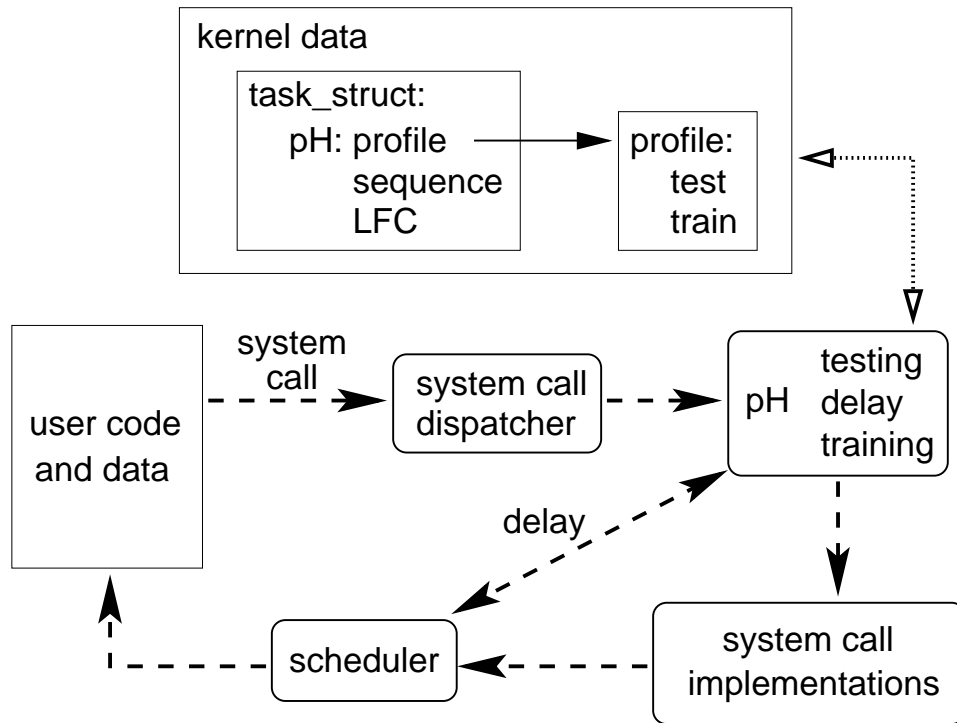 kernel data
task_struct:
pH: profile
sequence
LFC
profile:
test
train
system
call
user code
and data
system call
dispatcher
pH
testing
delay
training
delay
scheduler
system call
implementations